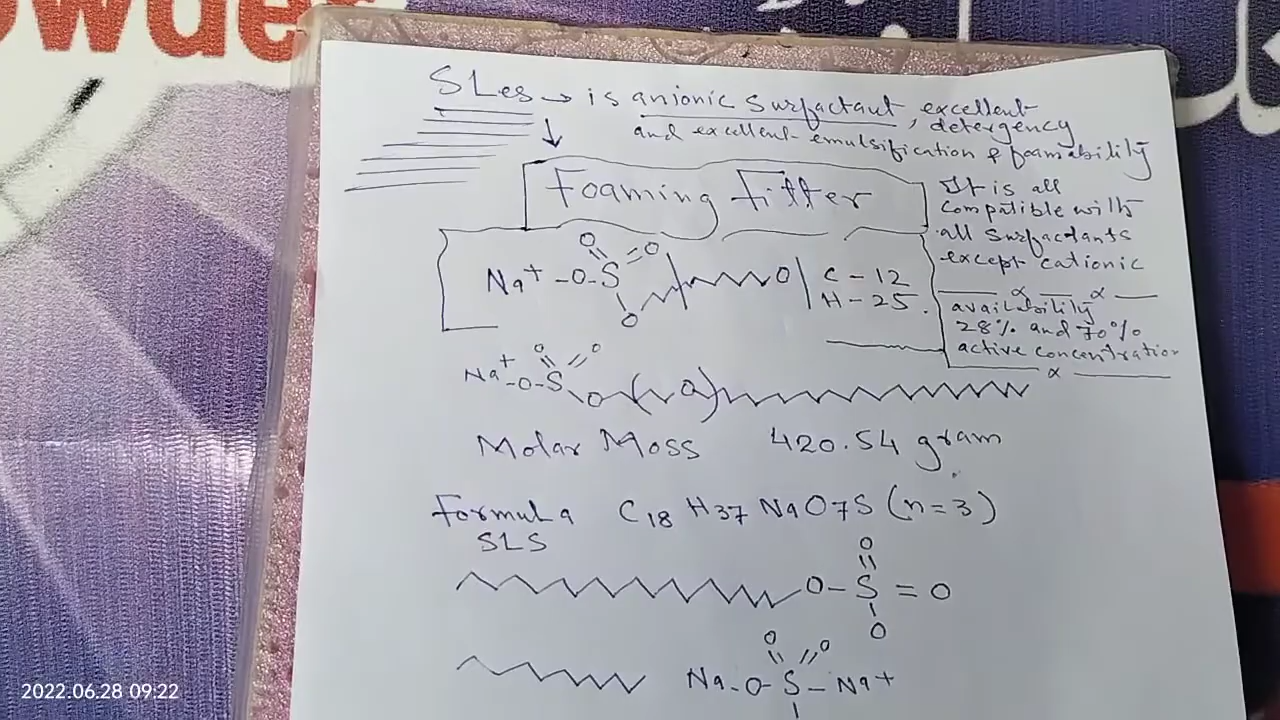 owder
SLes → is anionic surfactant, excellent detergency
and excellent emulsification & foamability
Foaming Filter
It is all
compatible with
all surfactants
except cationic
Na+ -O-S
O O
O
O
C - 12
H - 25.
availability
28% and 70%
active concentration
Na+ -O-S
O O
O
(O)
Molar Moss 420.54 gram
Formula C18 H37 NaO7S (n=3)
SLS
O
O-S=O
O
O O
Na-O-S-Na+
2022.06.28 09:22